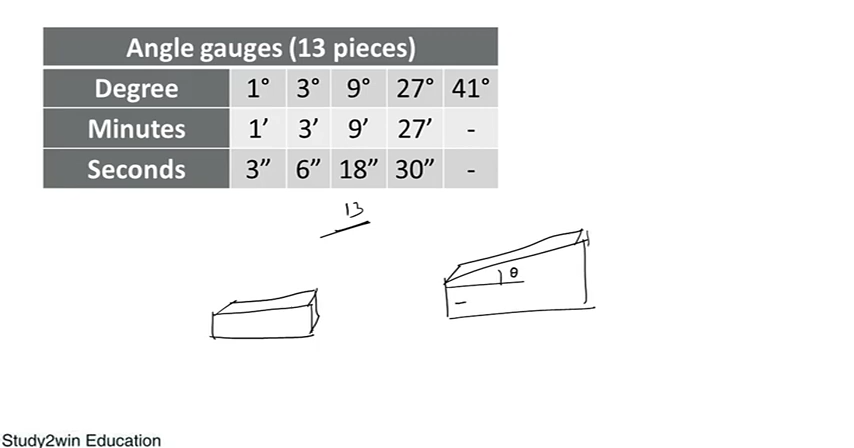 Angle gauges (13 pieces)
Degree 1° 3° 9° 27° 41°
Minutes 1’ 3’ 9’ 27’ -
Seconds 3” 6” 18” 30” -
13
θ
Study2win Education